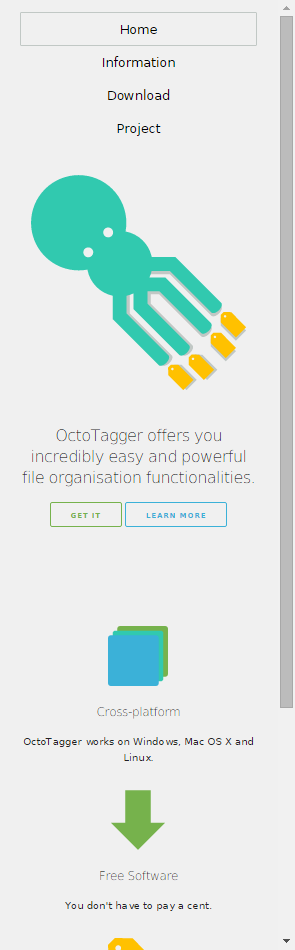 Home
Information
Download
Project
OctoTagger offers you
incredibly easy and powerful
file organisation functionalities.
GET IT
LEARN MORE
Cross-platform
OctoTagger works on Windows, Mac OS X and
Linux.
Free Software
You don't have to pay a cent.